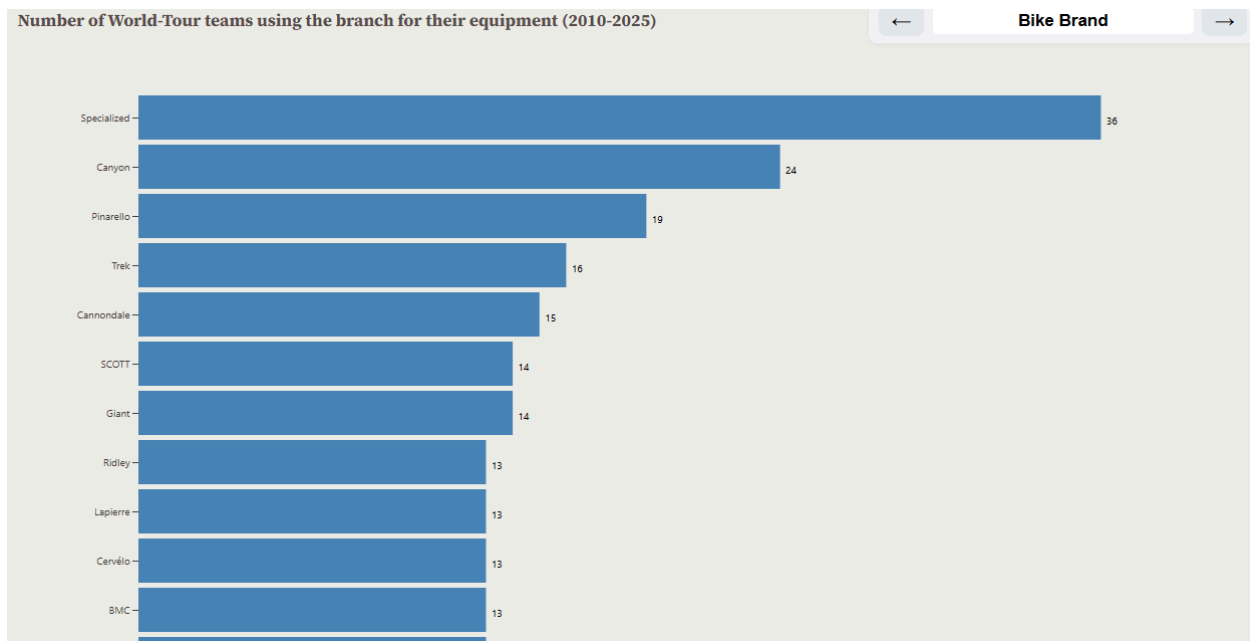 Number of World-Tour teams using the branch for their equipment (2010-2025)
← Bike Brand →
Specialized 36
Canyon 24
Pinarello 19
Trek 16
Cannondale 15
SCOTT 14
Giant 14
Ridley 13
Lapierre 13
Cervélo 13
BMC 13